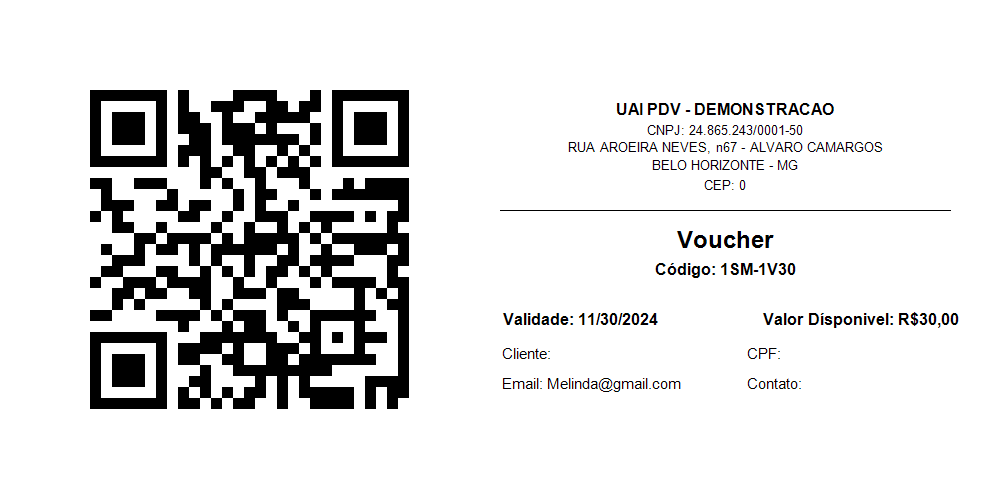 UAI PDV - DEMONSTRACAO
CNPJ: 24.865.243/0001-50
RUA AROEIRA NEVES, n67 - ALVARO CAMARGOS
BELO HORIZONTE - MG
CEP: 0
Voucher
Código: 1SM-1V30
Validade: 11/30/2024 Valor Dísponivel: R$30,00
Cliente: CPF:
Email: Melinda@gmail.com Contato: